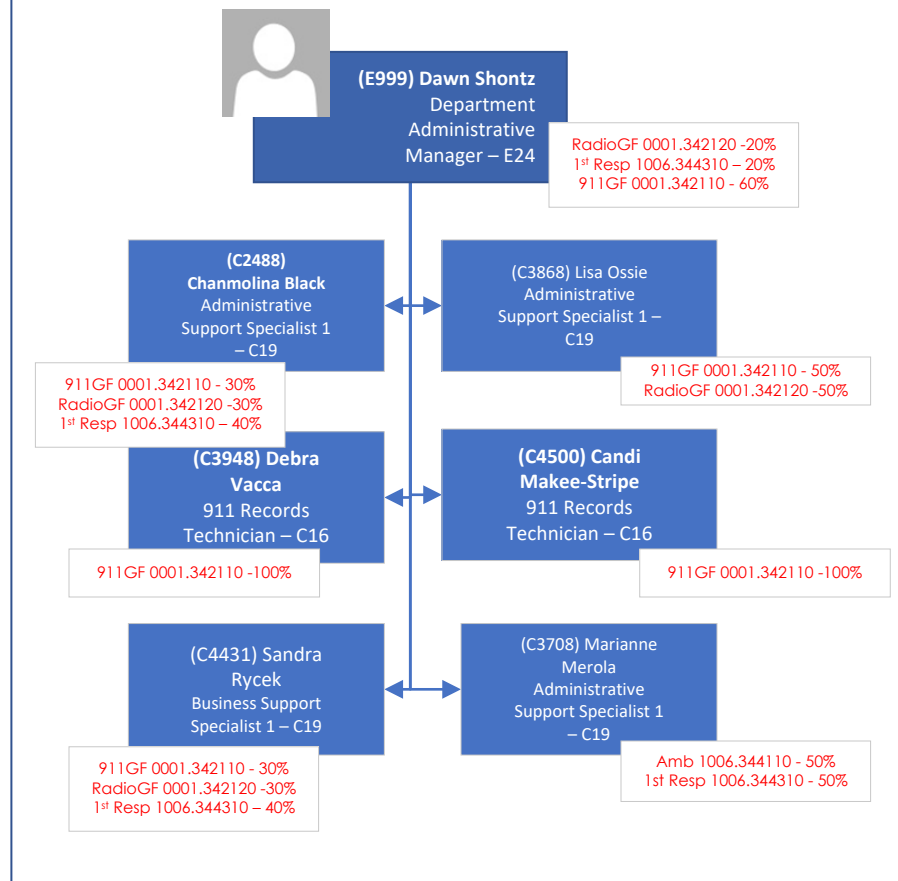 (E999) Dawn Shontz
Department
Administrative
Manager – E24
RadioGF 0001.342120 -20%
1st Resp 1006.344310 – 20%
911GF 0001.342110 - 60%
(C2488)
Chanmolina Black
Administrative
Support Specialist 1
– C19
911GF 0001.342110 - 30%
RadioGF 0001.342120 -30%
1st Resp 1006.344310 – 40%
(C3868) Lisa Ossie
Administrative
Support Specialist 1 –
C19
911GF 0001.342110 - 50%
RadioGF 0001.342120 -50%
(C3948) Debra
Vacca
911 Records
Technician – C16
911GF 0001.342110 -100%
(C4500) Candi
Makee-Stripe
911 Records
Technician – C16
911GF 0001.342110 -100%
(C4431) Sandra
Rycek
Business Support
Specialist 1 – C19
911GF 0001.342110 - 30%
RadioGF 0001.342120 -30%
1st Resp 1006.344310 – 40%
(C3708) Marianne
Merola
Administrative
Support Specialist 1
– C19
Amb 1006.344110 - 50%
1st Resp 1006.344310 - 50%